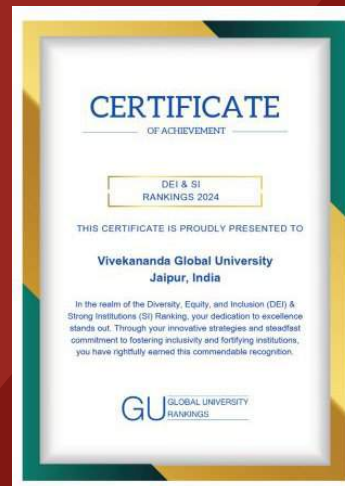 CERTIFICATE
OF ACHIEVEMENT
DEI & SI
RANKINGS 2024
THIS CERTIFICATE IS PROUDLY PRESENTED TO
Vivekananda Global University
Jaipur, India
In the realm of the Diversity, Equity, and Inclusion (DEI) &
Strong Institutions (SI) Ranking, your dedication to excellence
stands out. Through your innovative strategies and steadfast
commitment to fostering inclusivity and fortifying institutions,
you have rightfully earned this commendable recognition.
GU GLOBAL UNIVERSITY
RANKINGS